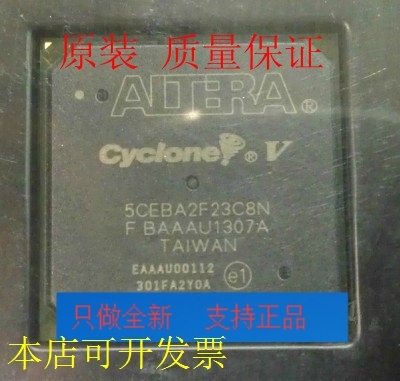 原装 质量保证
ALTERA®
Cyclone® V
5CEBA2F23C8N
F BAAAU1307A
TAIWAN
EAAAU00112
301FA2Y0A
e1
只做全新 支持正品
本店可开发票